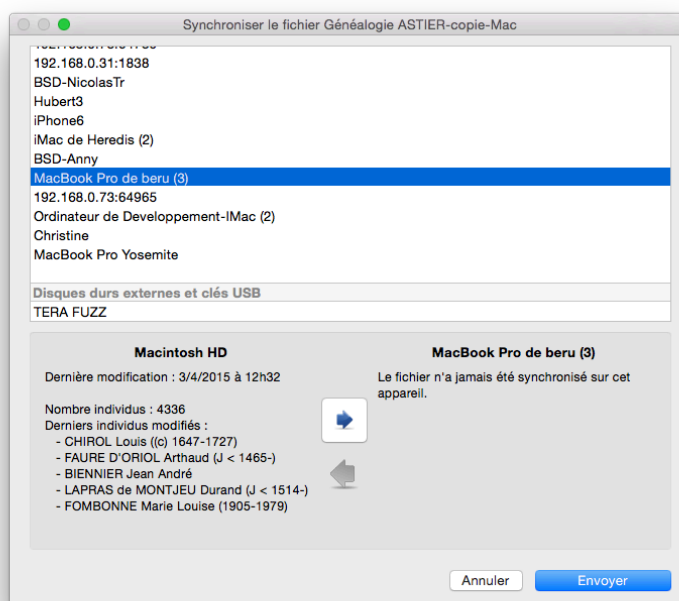 Synchroniser le fichier Généalogie ASTIER-copie-Mac
192.168.0.31:1838
BSD-NicolasTr
Hubert3
iPhone6
iMac de Heredis (2)
BSD-Anny
MacBook Pro de beru (3)
192.168.0.73:64965
Ordinateur de Developpement-IMac (2)
Christine
MacBook Pro Yosemite
Disques durs externes et clés USB
TERA FUZZ
Macintosh HD
Dernière modification : 3/4/2015 à 12h32
Nombre individus : 4336
Derniers individus modifiés :
- CHIROL Louis ((c) 1647-1727)
- FAURE D'ORIOL Arthaud (J < 1465-)
- BIENNIER Jean André
- LAPRAS de MONTJEU Durand (J < 1514-)
- FOMBONNE Marie Louise (1905-1979)
MacBook Pro de beru (3)
Le fichier n'a jamais été synchronisé sur cet
appareil.
Annuler
Envoyer